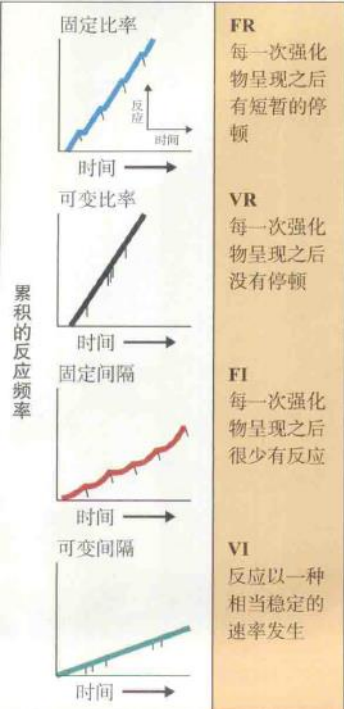 固定比率
反应
时间
时间
FR
每一次强化
物呈现之后
有短暂的停
顿
可变比率
时间
VR
每一次强化
物呈现之后
没有停顿
累积的反应频率
固定间隔
时间
FI
每一次强化
物呈现之后
很少有反应
可变间隔
时间
VI
反应以一种
相当稳定的
速率发生